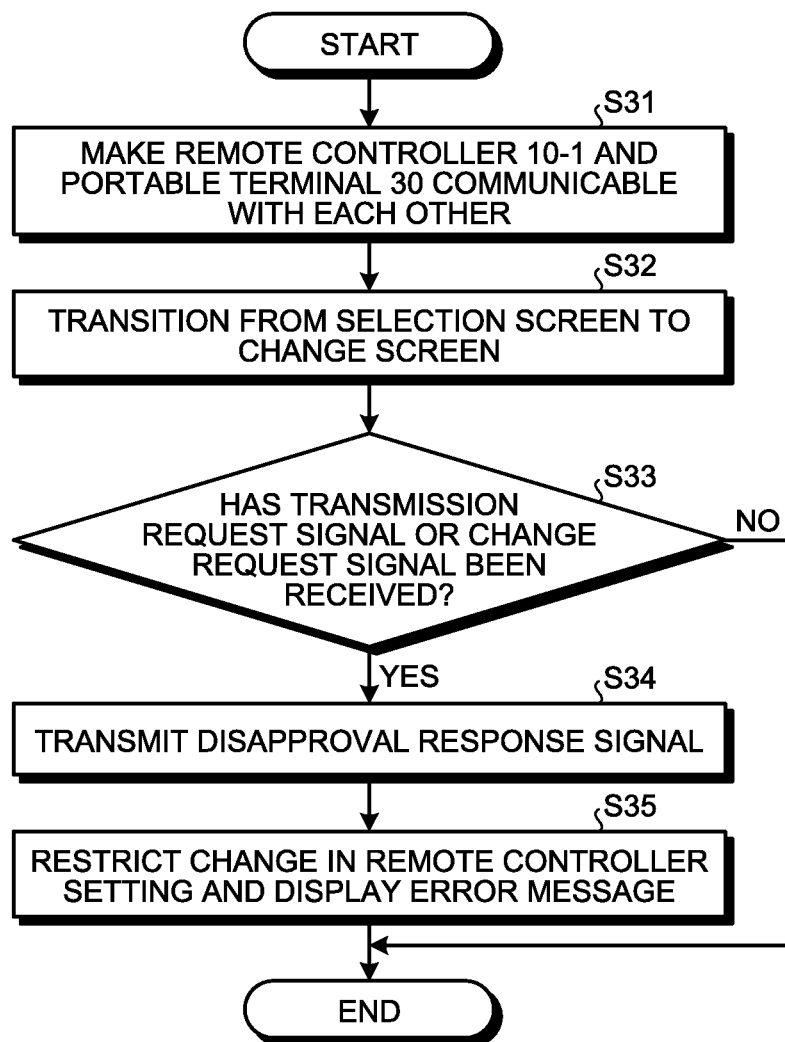 START
S31
MAKE REMOTE CONTROLLER 10-1 AND
PORTABLE TERMINAL 30 COMMUNICABLE
WITH EACH OTHER
S32
TRANSITION FROM SELECTION SCREEN TO
CHANGE SCREEN
S33
HAS TRANSMISSION
REQUEST SIGNAL OR CHANGE
REQUEST SIGNAL BEEN
RECEIVED?
NO
YES
S34
TRANSMIT DISAPPROVAL RESPONSE SIGNAL
S35
RESTRICT CHANGE IN REMOTE CONTROLLER
SETTING AND DISPLAY ERROR MESSAGE
END